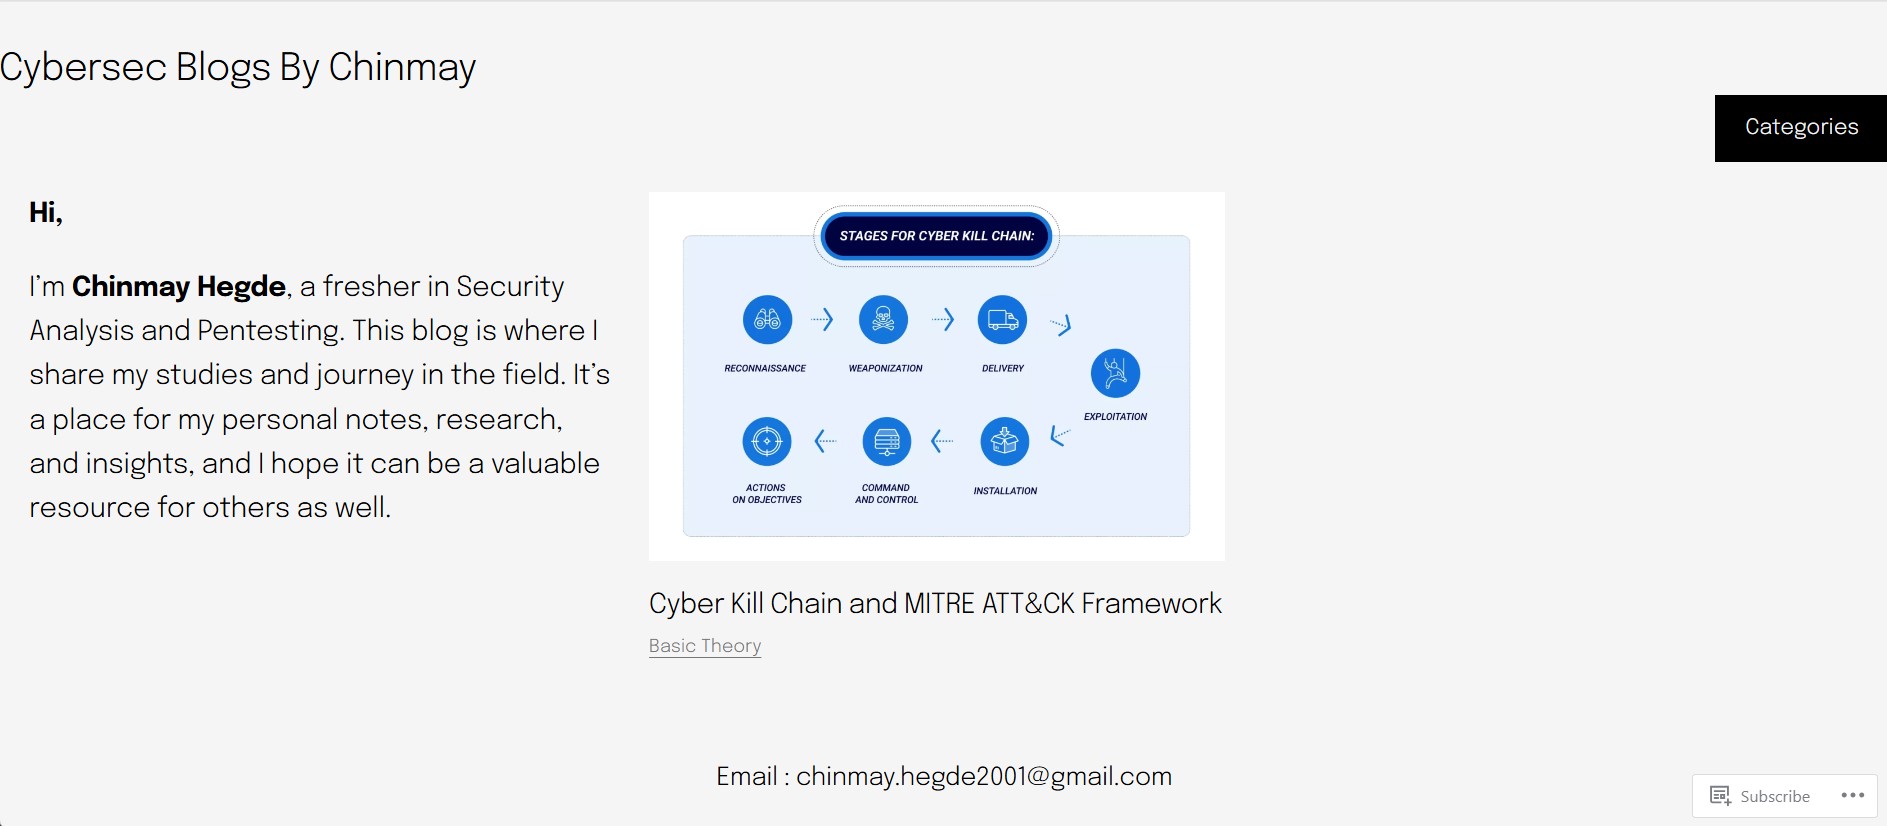 Cybersec Blogs By Chinmay
Categories
Hi,
I’m Chinmay Hegde, a fresher in Security
Analysis and Pentesting. This blog is where I
share my studies and journey in the field. It’s
a place for my personal notes, research,
and insights, and I hope it can be a valuable
resource for others as well.
STAGES FOR CYBER KILL CHAIN:
RECONNAISSANCE
WEAPONIZATION
DELIVERY
EXPLOITATION
ACTIONS
ON OBJECTIVES
COMMAND
AND CONTROL
INSTALLATION
Cyber Kill Chain and MITRE ATT&CK Framework
Basic Theory
Email : chinmay.hegde2001@gmail.com
Subscribe